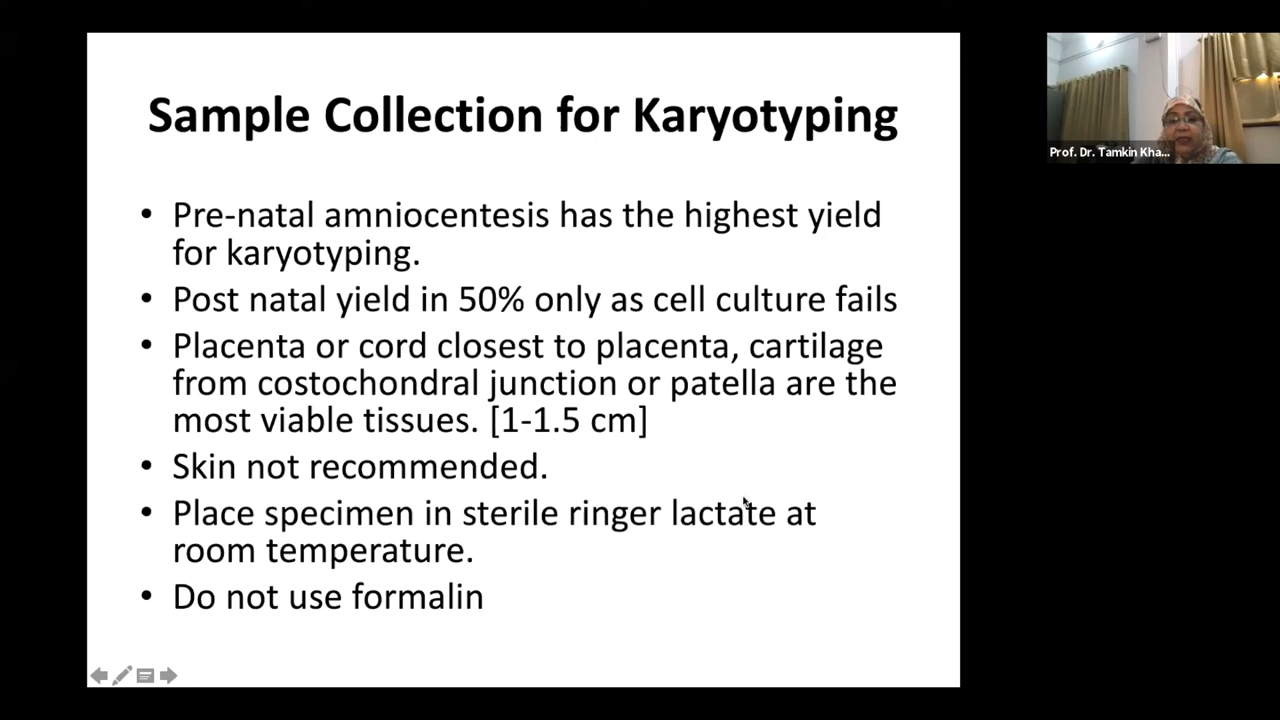 Sample Collection for Karyotyping
Prof. Dr. Tamkin Kha...
• Pre-natal amniocentesis has the highest yield
for karyotyping.
• Post natal yield in 50% only as cell culture fails
• Placenta or cord closest to placenta, cartilage
from costochondral junction or patella are the
most viable tissues. [1-1.5 cm]
• Skin not recommended.
• Place specimen in sterile ringer lactate at
room temperature.
• Do not use formalin